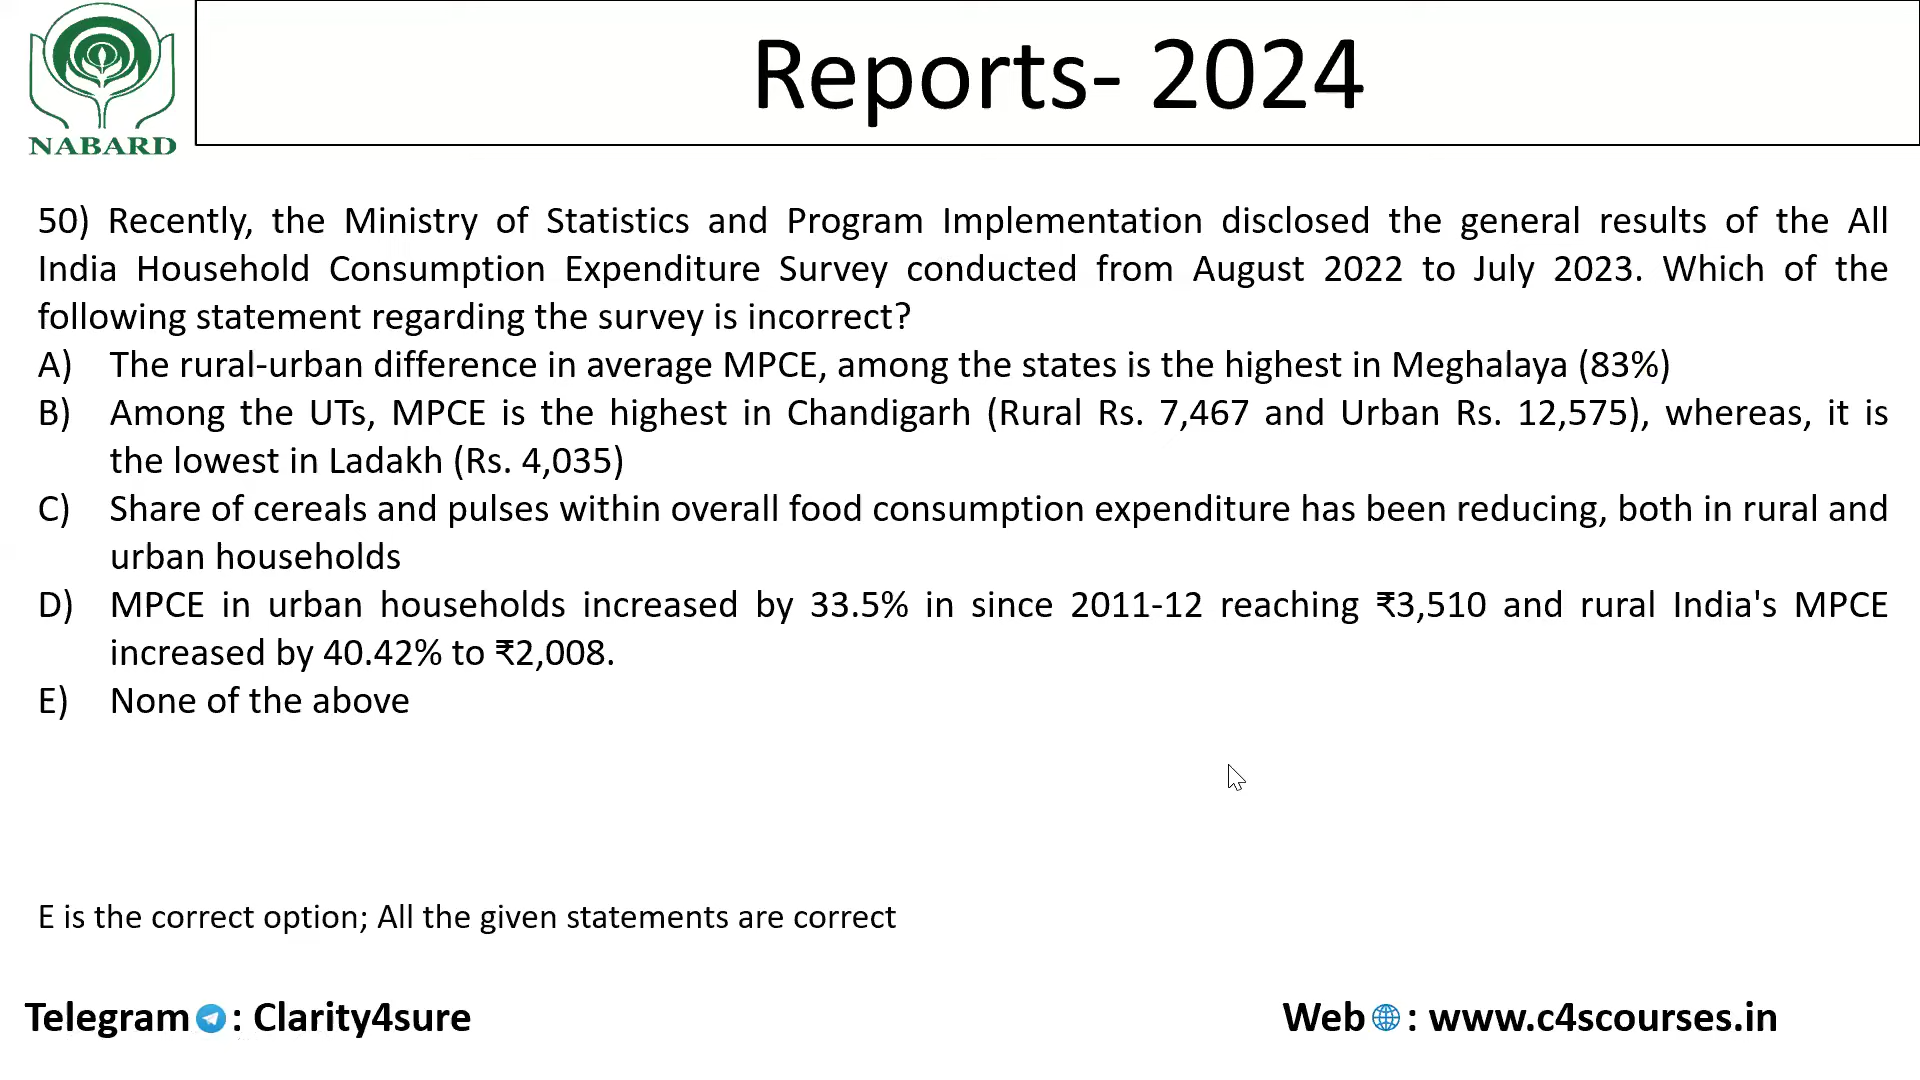 NABARD
Reports- 2024
50) Recently, the Ministry of Statistics and Program Implementation disclosed the general results of the All
India Household Consumption Expenditure Survey conducted from August 2022 to July 2023. Which of the
following statement regarding the survey is incorrect?
A) The rural-urban difference in average MPCE, among the states is the highest in Meghalaya (83%)
B) Among the UTs, MPCE is the highest in Chandigarh (Rural Rs. 7,467 and Urban Rs. 12,575), whereas, it is
the lowest in Ladakh (Rs. 4,035)
C) Share of cereals and pulses within overall food consumption expenditure has been reducing, both in rural and
urban households
D) MPCE in urban households increased by 33.5% in since 2011-12 reaching ₹3,510 and rural India's MPCE
increased by 40.42% to ₹2,008.
E) None of the above
E is the correct option; All the given statements are correct
Telegram : Clarity4sure
Web : www.c4scourses.in